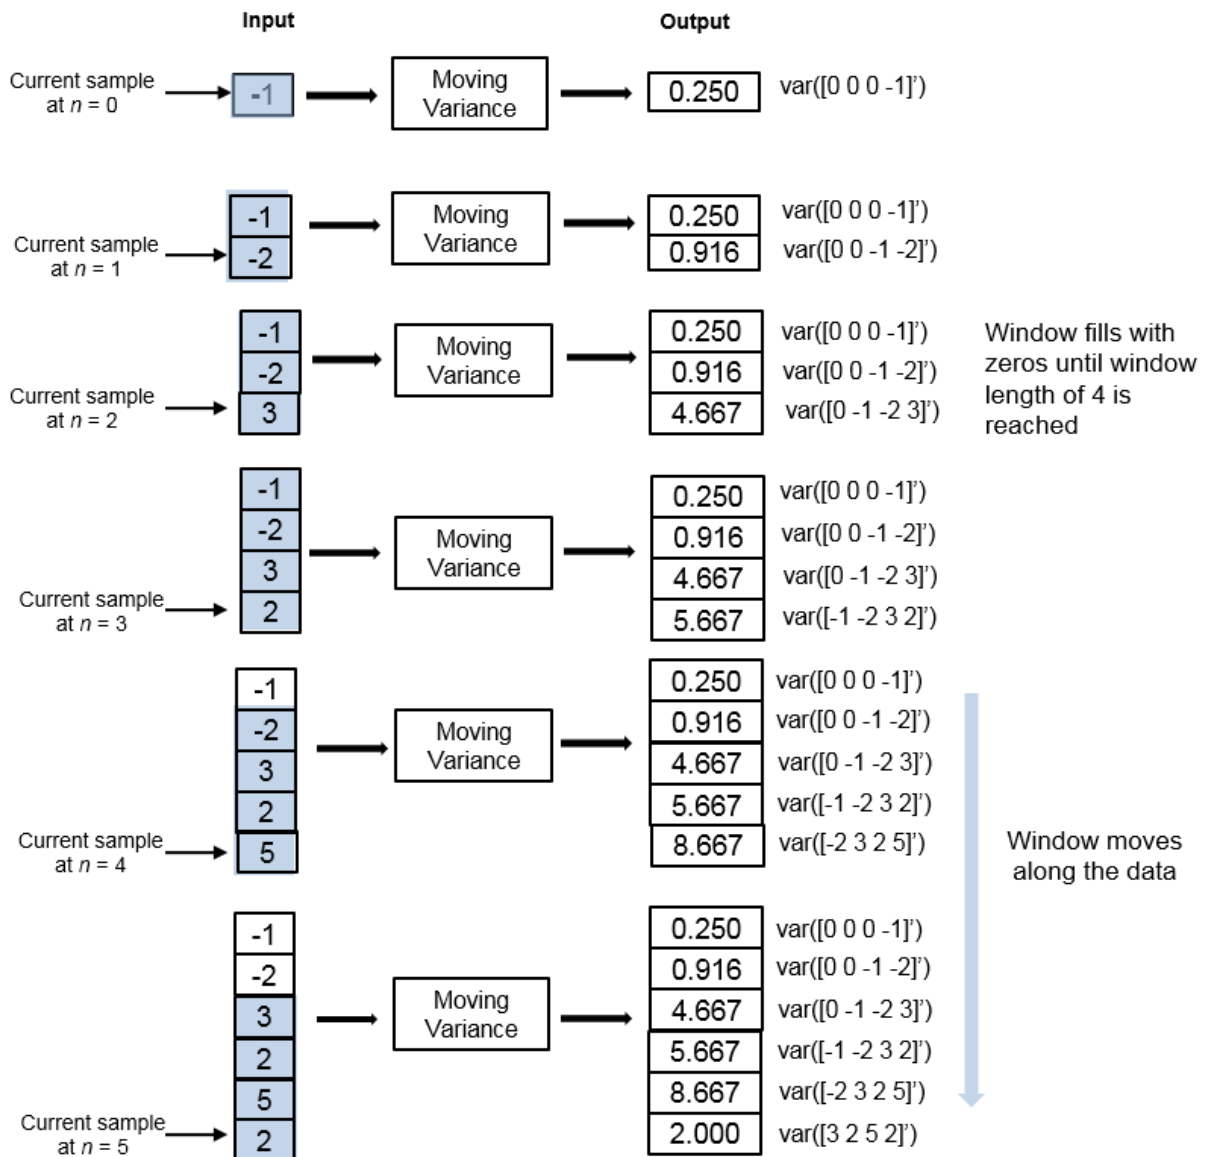 Input
Output
Current sample
at n = 0
-1
Moving
Variance
0.250
var([0 0 0 -1]’)
Current sample
at n = 1
-1
-2
Moving
Variance
0.250
0.916
var([0 0 0 -1]’)
var([0 0 -1 -2]’)
Current sample
at n = 2
-1
-2
3
Moving
Variance
0.250
0.916
4.667
var([0 0 0 -1]’)
var([0 0 -1 -2]’)
var([0 -1 -2 3]’)
Window fills with
zeros until window
length of 4 is
reached
Current sample
at n = 3
-1
-2
3
2
Moving
Variance
0.250
0.916
4.667
5.667
var([0 0 0 -1]’)
var([0 0 -1 -2]’)
var([0 -1 -2 3]’)
var([-1 -2 3 2]’)
Current sample
at n = 4
-1
-2
3
2
5
Moving
Variance
0.250
0.916
4.667
5.667
8.667
var([0 0 0 -1]’)
var([0 0 -1 -2]’)
var([0 -1 -2 3]’)
var([-1 -2 3 2]’)
var([-2 3 2 5]’)
Window moves
along the data
Current sample
at n = 5
-1
-2
3
2
5
2
Moving
Variance
0.250
0.916
4.667
5.667
8.667
2.000
var([0 0 0 -1]’)
var([0 0 -1 -2]’)
var([0 -1 -2 3]’)
var([-1 -2 3 2]’)
var([-2 3 2 5]’)
var([3 2 5 2]’)